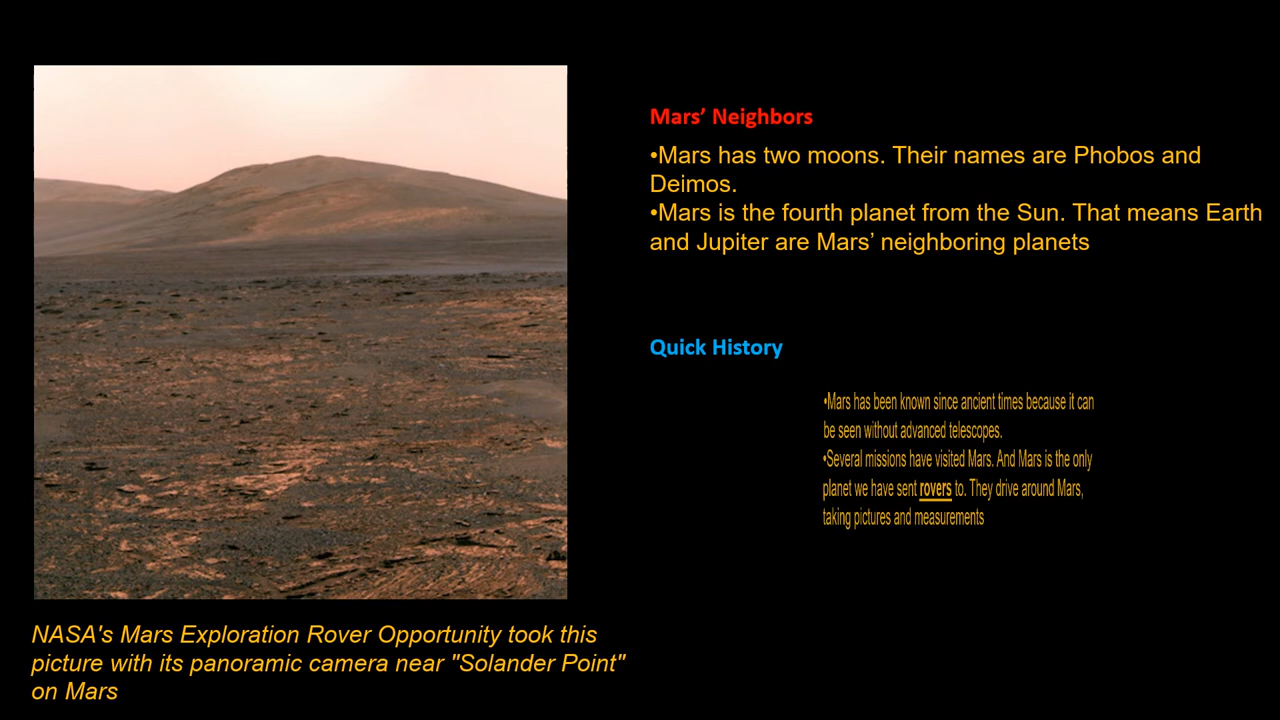 Mars’ Neighbors
•Mars has two moons. Their names are Phobos and
Deimos.
•Mars is the fourth planet from the Sun. That means Earth
and Jupiter are Mars’ neighboring planets
Quick History
•Mars has been known since ancient times because it can
be seen without advanced telescopes.
•Several missions have visited Mars. And Mars is the only
planet we have sent rovers to. They drive around Mars,
taking pictures and measurements
NASA's Mars Exploration Rover Opportunity took this
picture with its panoramic camera near "Solander Point"
on Mars